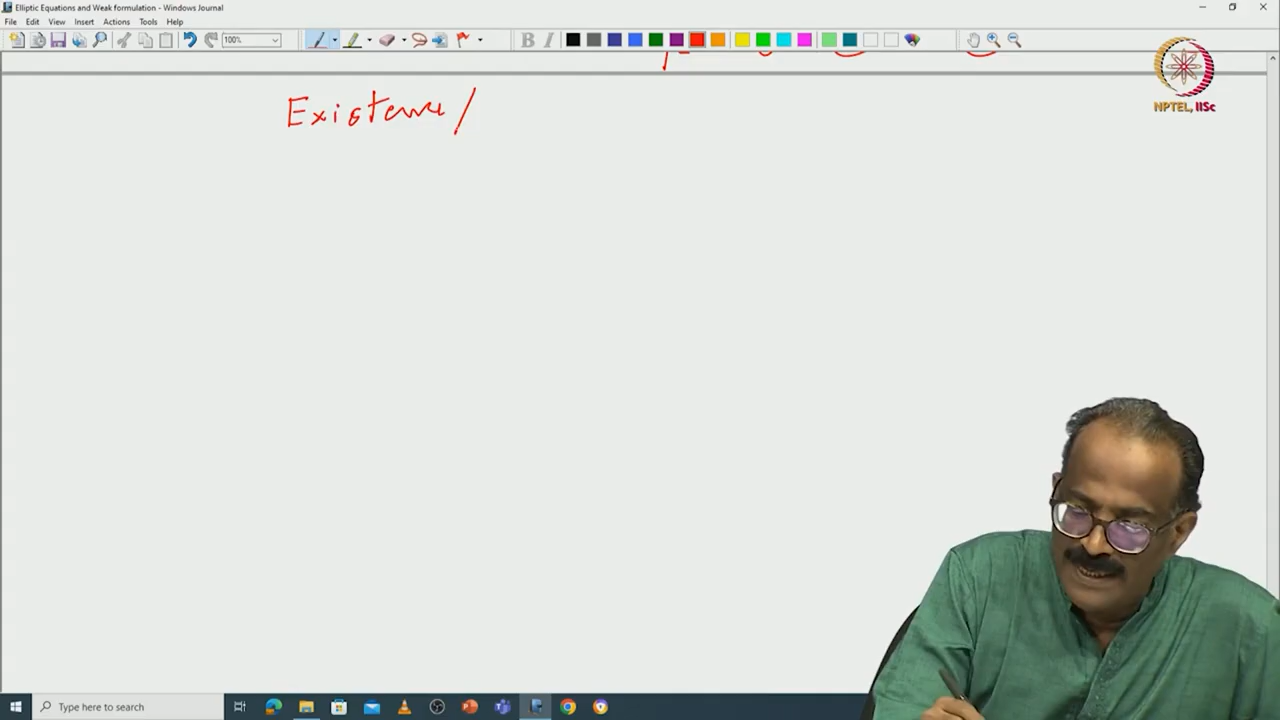 Elliptic Equations and Weak formulation - Windows Journal
File Edit View Insert Actions Tools Help
100%
B I
NPTEL, IISc
Existence /
Type here to search